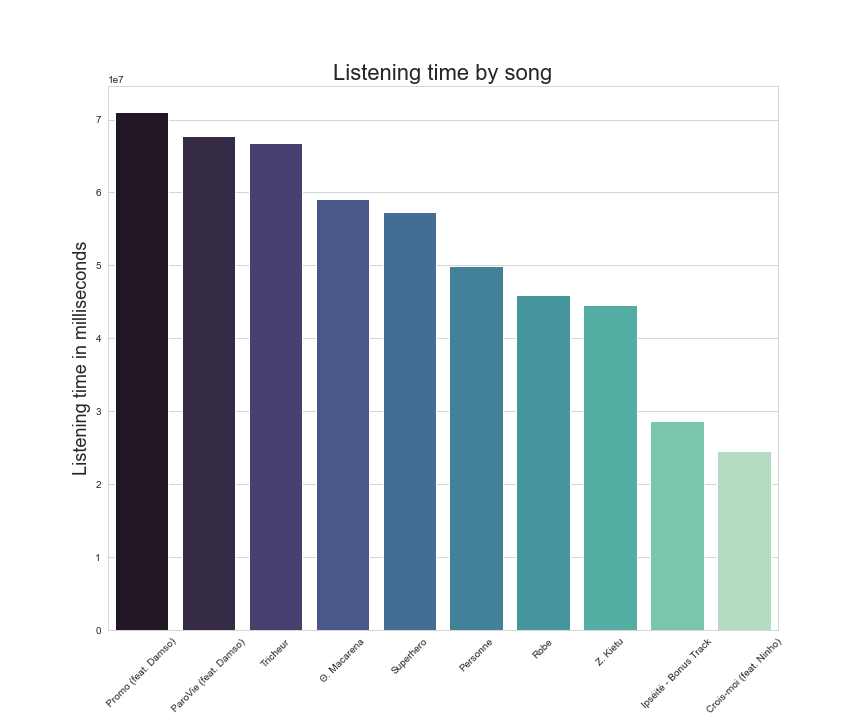 Listening time by song
1e7
Listening time in milliseconds
7
6
5
4
3
2
1
0
Promo (feat. Damso)
ParoVie (feat. Damso)
Tricheur
Θ. Macarena
Superhero
Personne
Robe
Z. Kietu
Ipséité - Bonus Track
Crois-moi (feat. Ninho)